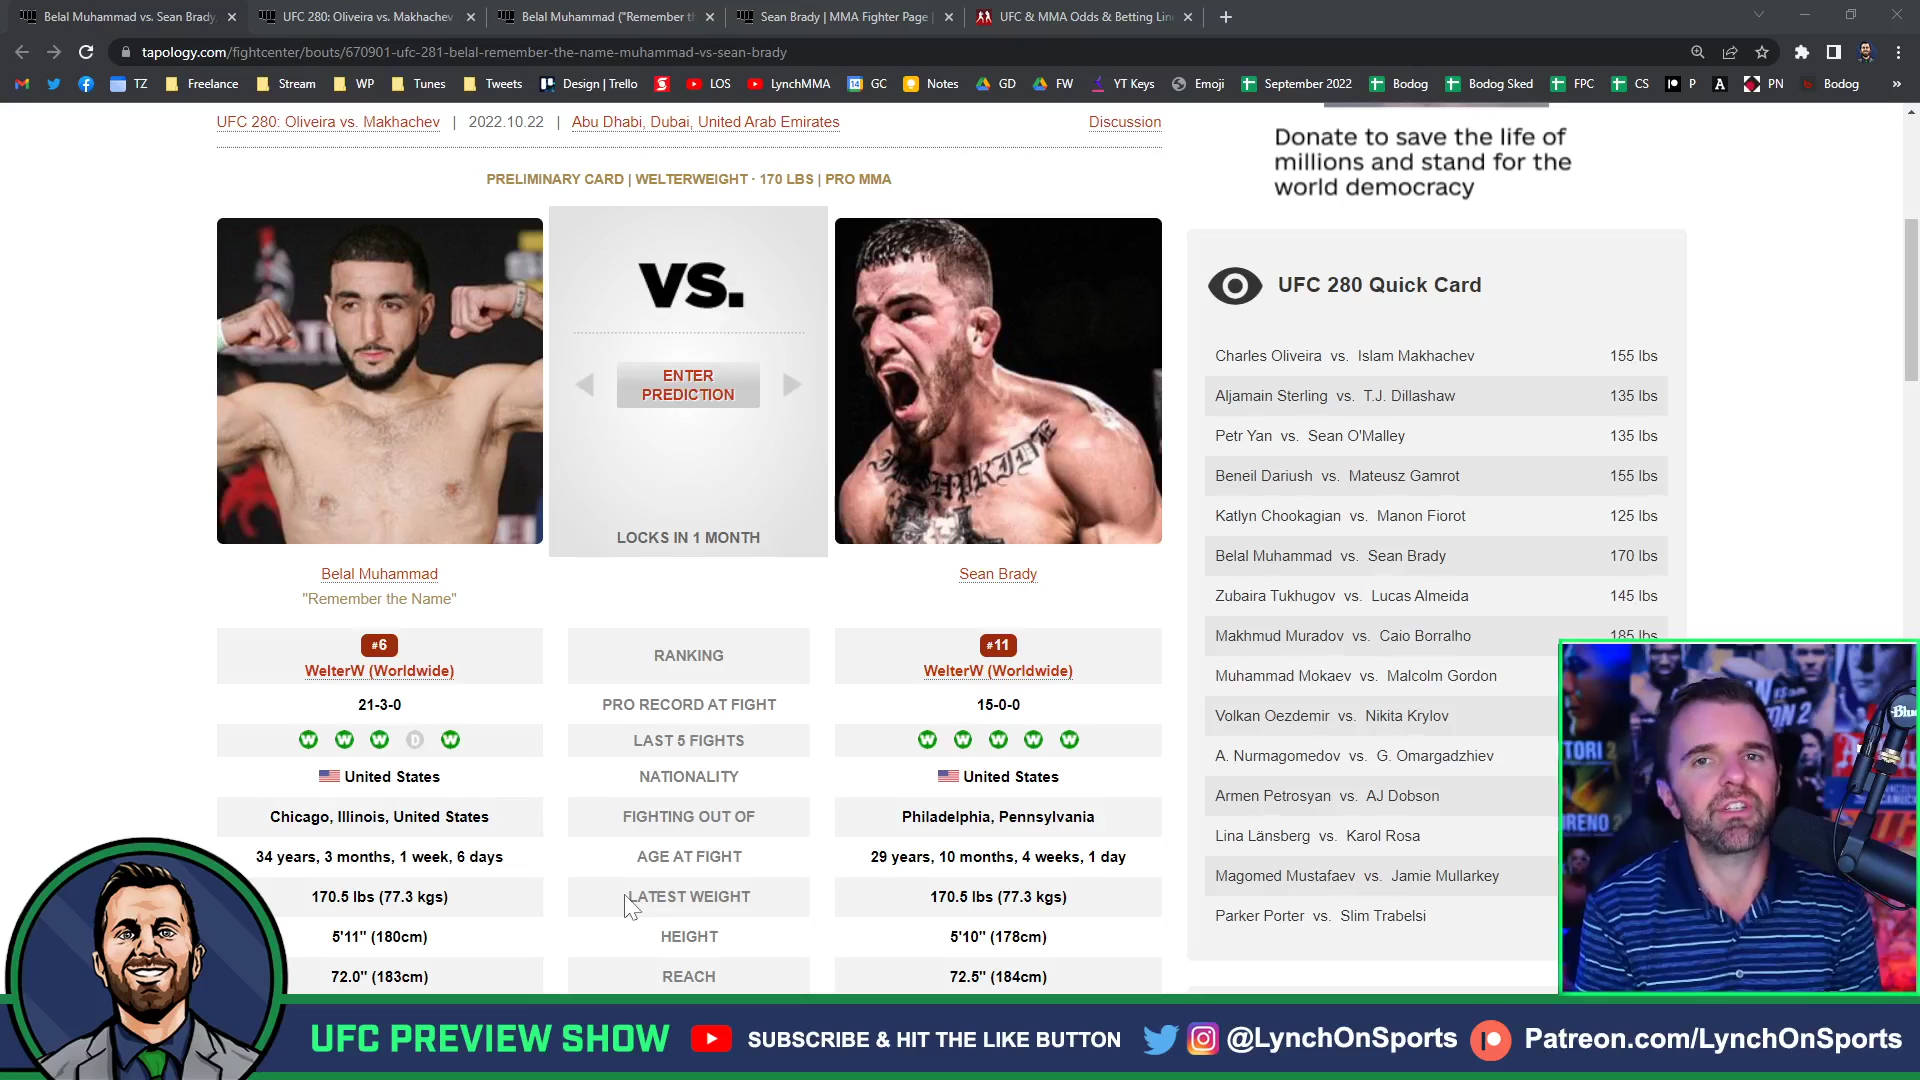 Belal Muhammad vs. Sean Brady,
UFC 280: Oliveira vs. Makhachev
Belal Muhammad ("Remember th
Sean Brady | MMA Fighter Page |
UFC & MMA Odds & Betting Lin
tapology.com/fightcenter/bouts/670901-ufc-281-belal-remember-the-name-muhammad-vs-sean-brady
TZ Freelance Stream WP Tunes Tweets Design | Trello LOS LynchMMA GC Notes GD FW YT Keys Emoji September 2022 Bodog Bodog Sked FPC CS P PN Bodog »
UFC 280: Oliveira vs. Makhachev | 2022.10.22 | Abu Dhabi, Dubai, United Arab Emirates Discussion
PRELIMINARY CARD | WELTERWEIGHT · 170 LBS | PRO MMA
VS.
ENTER
PREDICTION
LOCKS IN 1 MONTH
Belal Muhammad Sean Brady
"Remember the Name"
#6 RANKING #11
WelterW (Worldwide) WelterW (Worldwide)
21-3-0 PRO RECORD AT FIGHT 15-0-0
W W W D W LAST 5 FIGHTS W W W W W
United States NATIONALITY United States
Chicago, Illinois, United States FIGHTING OUT OF Philadelphia, Pennsylvania
34 years, 3 months, 1 week, 6 days AGE AT FIGHT 29 years, 10 months, 4 weeks, 1 day
170.5 lbs (77.3 kgs) LATEST WEIGHT 170.5 lbs (77.3 kgs)
5'11" (180cm) HEIGHT 5'10" (178cm)
72.0" (183cm) REACH 72.5" (184cm)
Donate to save the life of
millions and stand for the
world democracy
UFC 280 Quick Card
Charles Oliveira vs. Islam Makhachev 155 lbs
Aljamain Sterling vs. T.J. Dillashaw 135 lbs
Petr Yan vs. Sean O'Malley 135 lbs
Beneil Dariush vs. Mateusz Gamrot 155 lbs
Katlyn Chookagian vs. Manon Fiorot 125 lbs
Belal Muhammad vs. Sean Brady 170 lbs
Zubaira Tukhugov vs. Lucas Almeida 145 lbs
Makhmud Muradov vs. Caio Borralho 185 lbs
Muhammad Mokaev vs. Malcolm Gordon
Volkan Oezdemir vs. Nikita Krylov
A. Nurmagomedov vs. G. Omargadzhiev
Armen Petrosyan vs. AJ Dobson
Lina Länsberg vs. Karol Rosa
Magomed Mustafaev vs. Jamie Mullarkey
Parker Porter vs. Slim Trabelsi
UFC PREVIEW SHOW SUBSCRIBE & HIT THE LIKE BUTTON @LynchOnSports Patreon.com/LynchOnSports